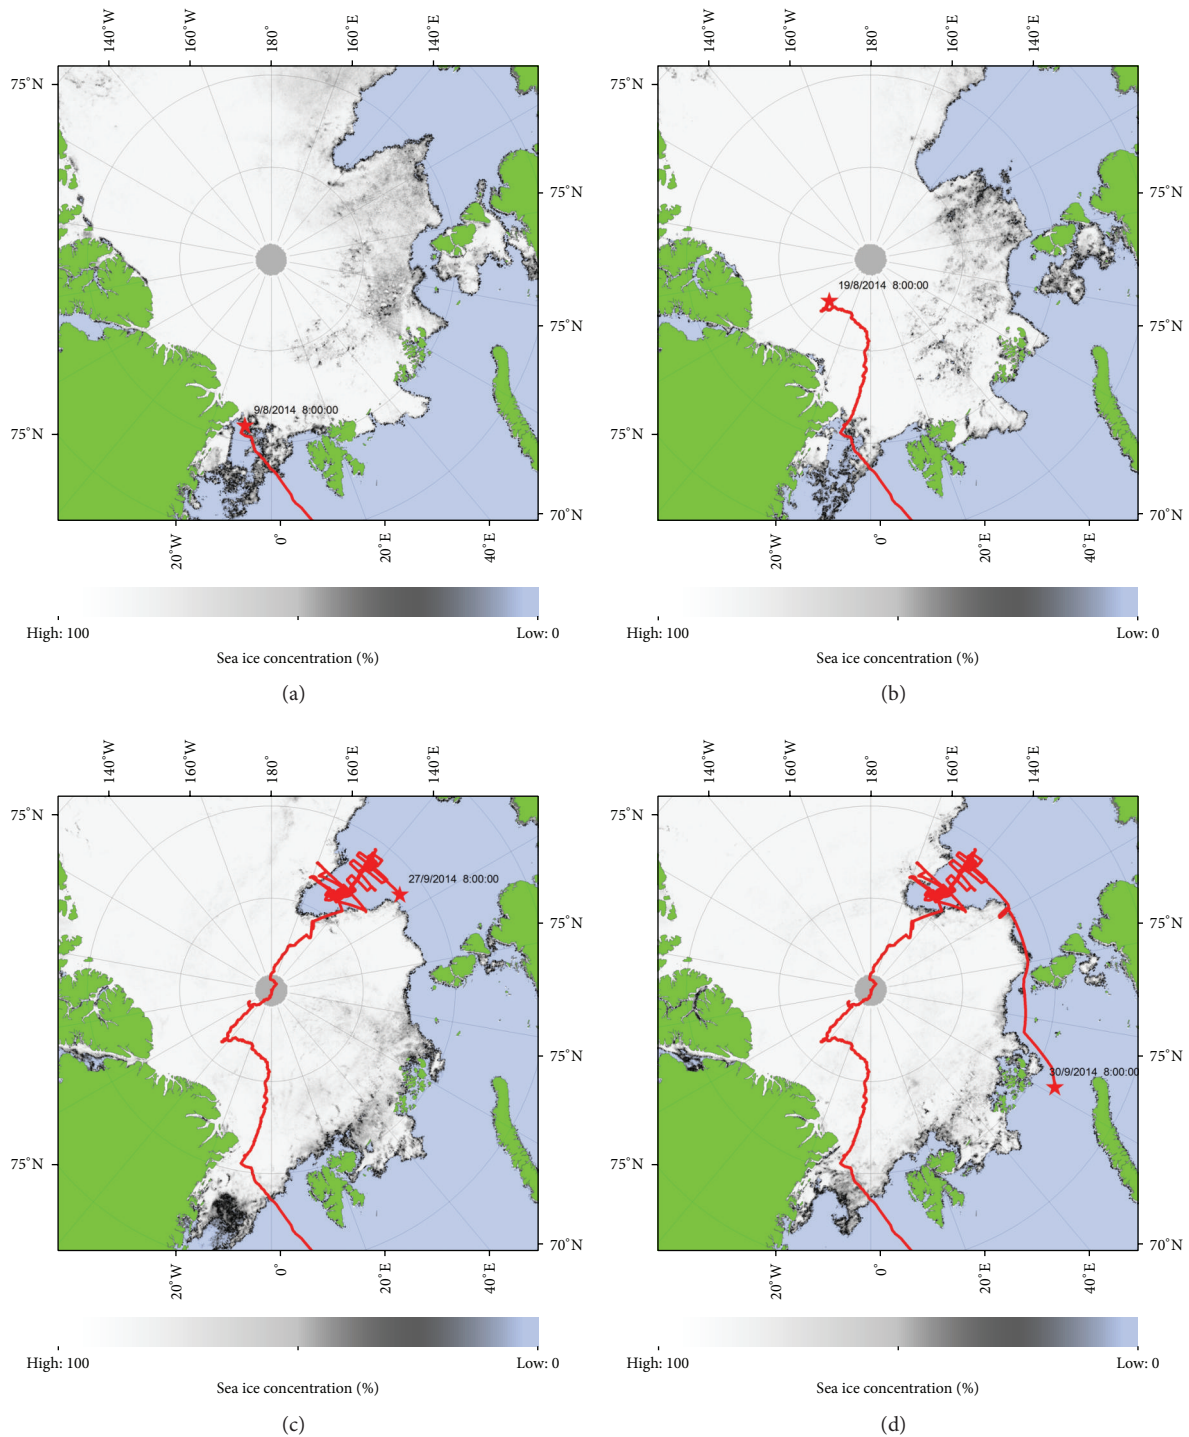 140°W 160°W 180° 160°E 140°E
75°N
75°N
75°N
75°N
9/8/2014 8:00:00
70°N
20°W 0° 20°E 40°E
High: 100 Low: 0
Sea ice concentration (%)
(a)
140°W 160°W 180° 160°E 140°E
75°N
75°N
19/8/2014 8:00:00
75°N
75°N
70°N
20°W 0° 20°E 40°E
High: 100 Low: 0
Sea ice concentration (%)
(b)
140°W 160°W 180° 160°E 140°E
75°N
27/9/2014 8:00:00
75°N
75°N
75°N
70°N
20°W 0° 20°E 40°E
High: 100 Low: 0
Sea ice concentration (%)
(c)
140°W 160°W 180° 160°E 140°E
75°N
75°N
75°N
30/9/2014 8:00:00
75°N
70°N
20°W 0° 20°E 40°E
High: 100 Low: 0
Sea ice concentration (%)
(d)